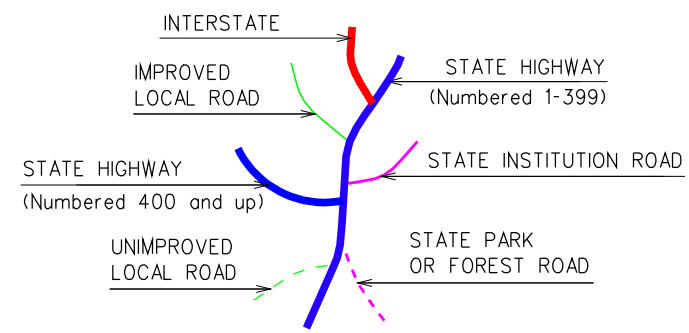 INTERSTATE
IMPROVED
LOCAL ROAD
STATE HIGHWAY
(Numbered 1-399)
STATE HIGHWAY
(Numbered 400 and up)
STATE INSTITUTION ROAD
UNIMPROVED
LOCAL ROAD
STATE PARK
OR FOREST ROAD